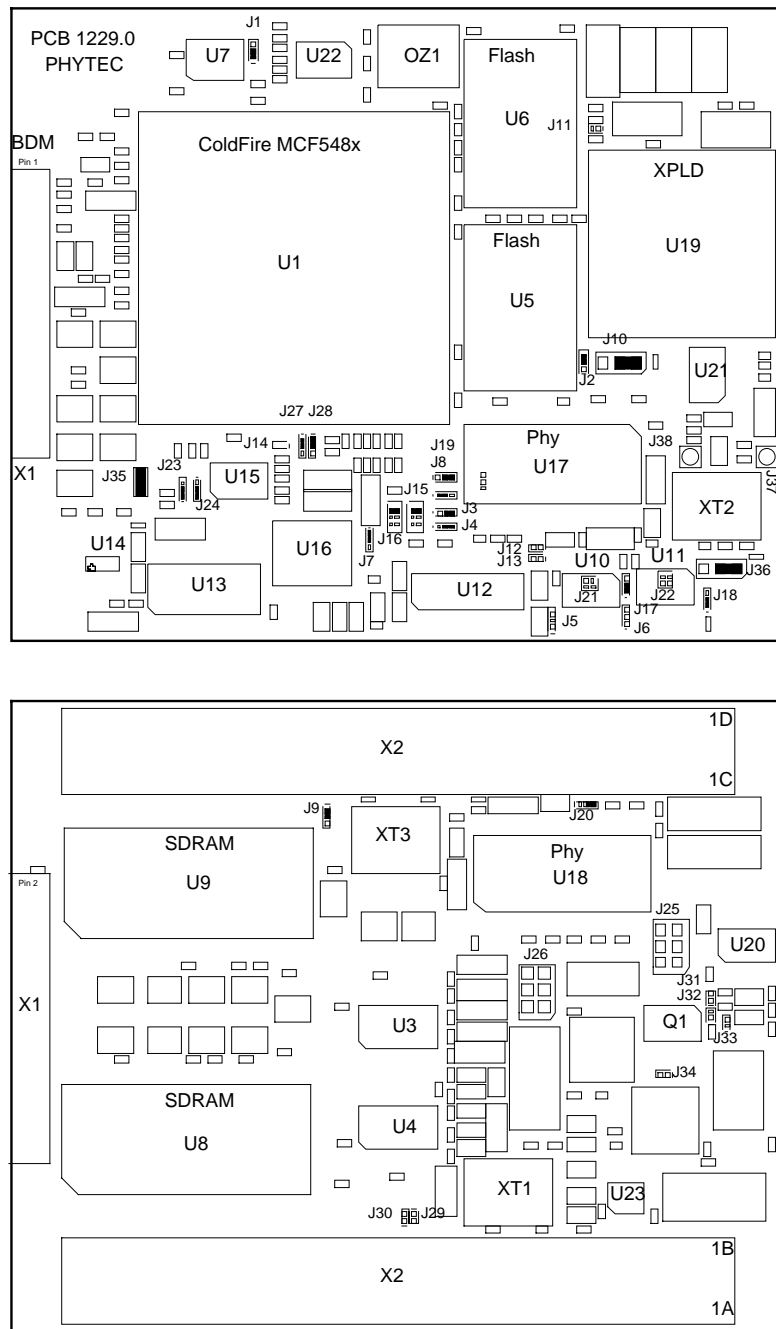 J1
PCB 1229.0
PHYTEC
U7
U22
OZ1
Flash
U6
J11
BDM
Pin 1
ColdFire MCF548x
XPLD
U1
Flash
U19
U5
J10
J2
U21
J27
J28
J14
J19
Phy
J38
X1
J35
J23
U15
J8
U17
J37
J24
J15
XT2
J3
J16
J4
U14
U16
J7
J12
J13
U10
U11
J36
U13
U12
J21
J22
J17
J18
J5
J6
1D
X2
1C
J9
J20
XT3
SDRAM
Phy
U9
U18
Pin 2
J25
U20
J26
J31
X1
J32
U3
Q1
J33
J34
SDRAM
U4
U8
XT1
U23
J30
J29
1B
X2
1A